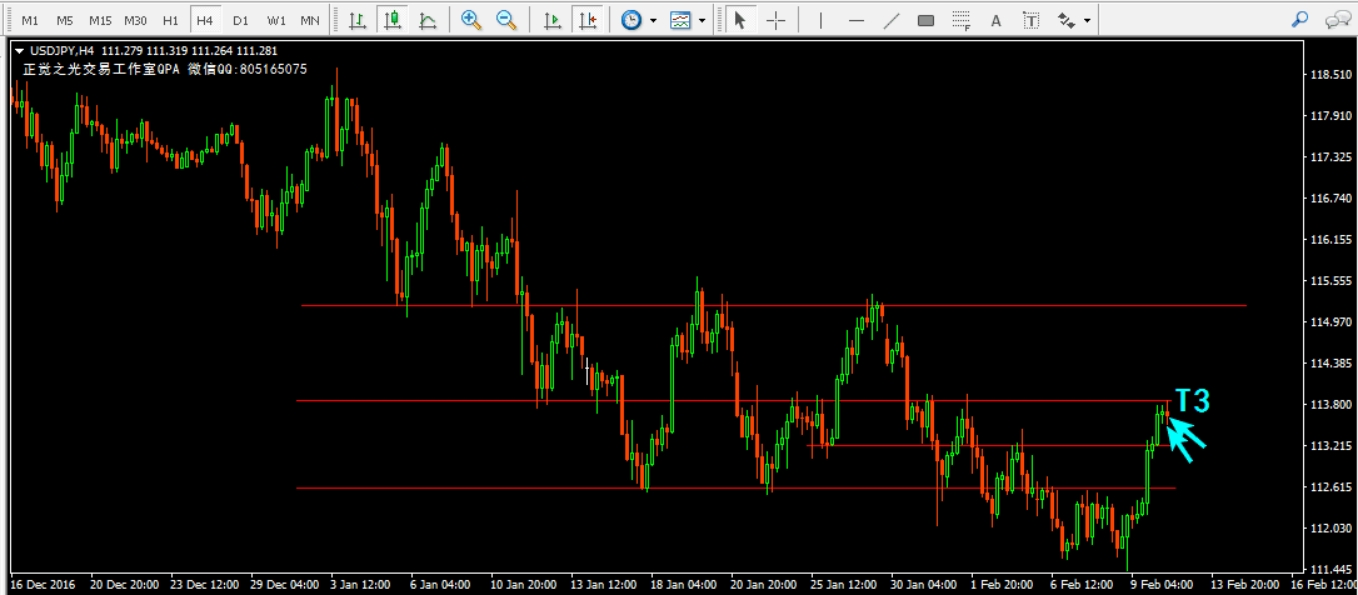 M1 M5 M15 M30 H1 H4 D1 W1 MN A T F
USDJPY,H4 111.279 111.319 111.264 111.281
正觉之光交易工作室QPA 微信QQ:805165075
118.510
117.910
117.325
116.740
116.155
115.555
114.970
114.385
T3
113.800
113.215
112.615
112.030
111.445
16 Dec 2016 20 Dec 20:00 23 Dec 12:00 29 Dec 04:00 3 Jan 12:00 6 Jan 04:00 10 Jan 20:00 13 Jan 12:00 18 Jan 04:00 20 Jan 20:00 25 Jan 12:00 30 Jan 04:00 1 Feb 20:00 6 Feb 12:00 9 Feb 04:00 13 Feb 20:00 16 Feb 12:00